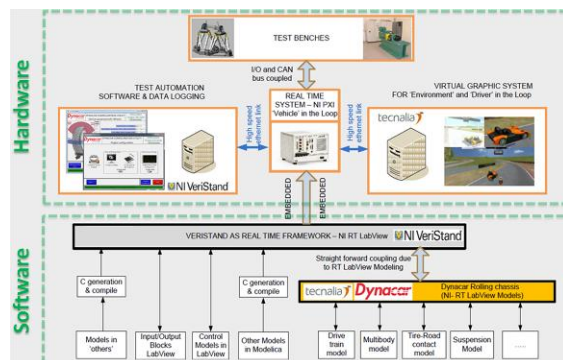 Hardware
TEST BENCHES
I/O and CAN
bus coupled
TEST AUTOMATION
SOFTWARE & DATA LOGGING
Dynacar
NI VeriStand
High speed
ethernet link
REAL TIME
SYSTEM – NI PXI
'Vehicle' in the Loop
High speed
ethernet link
VIRTUAL GRAPHIC SYSTEM
FOR 'Environment' and 'Driver' in the Loop
tecnalia
EMBEDDED
EMBEDDED
Software
VERISTAND AS REAL TIME FRAMEWORK – NI RT LabView
NI VeriStand
Straight forward coupling due
to RT LabView Modeling
C generation
& compile
C generation
& compile
tecnalia
Dynacar
Dynacar Rolling chassis
(NI- RT LabView Models)
Models in
'others'
Input/Output
Blocks
LabView
Control
Models in
LabView
Other Models
in Modelica
Drive
train
model
Multibody
model
Tire-Road
contact
model
Suspension
Model
......